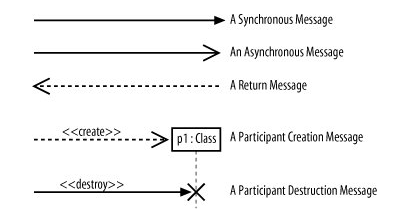 A Synchronous Message
An Asynchronous Message
A Return Message
<<create>>
p1 : Class
A Participant Creation Message
<<destroy>>
A Participant Destruction Message